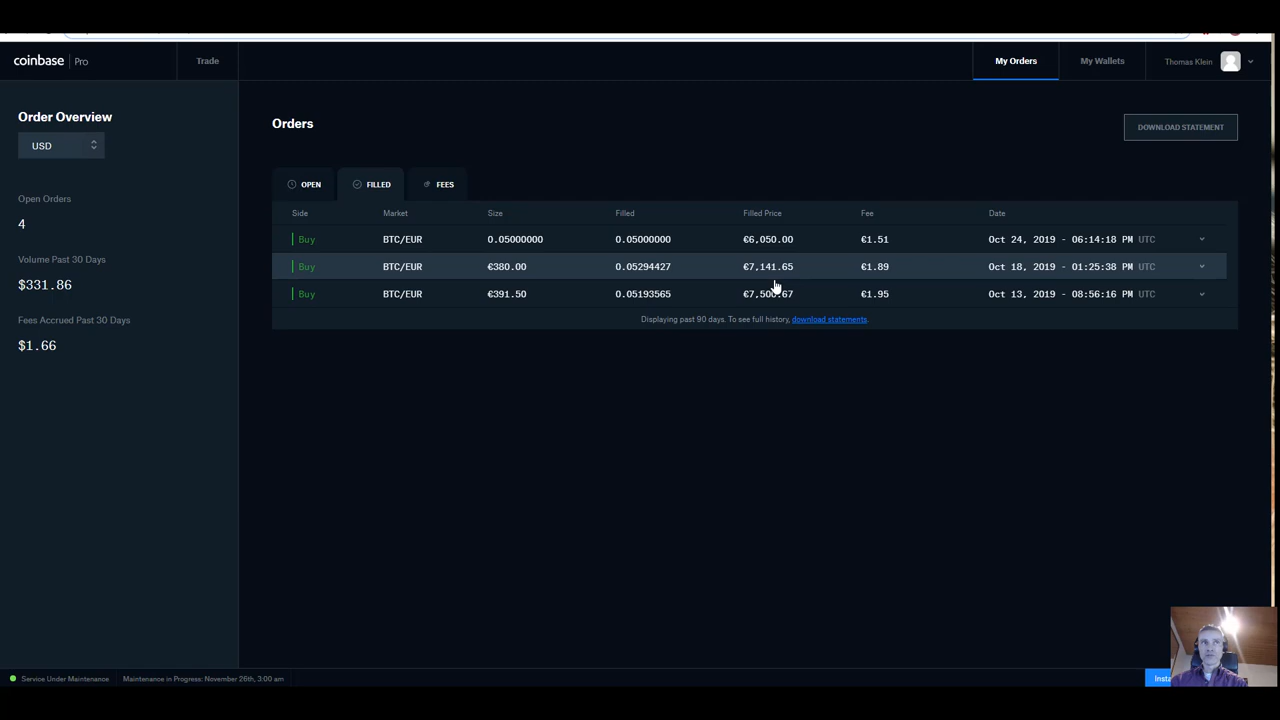 coinbase | Pro
Trade
My Orders
My Wallets
Thomas Klein
Order Overview
USD
Open Orders
4
Volume Past 30 Days
$331.86
Fees Accrued Past 30 Days
$1.66
Orders
DOWNLOAD STATEMENT
OPEN FILLED FEES
Side Market Size Filled Filled Price Fee Date
Buy BTC/EUR 0.05000000 0.05000000 €6,050.00 €1.51 Oct 24, 2019 - 06:14:18 PM UTC
Buy BTC/EUR €380.00 0.05294427 €7,141.65 €1.89 Oct 18, 2019 - 01:25:38 PM UTC
Buy BTC/EUR €391.50 0.05193565 €1.95 Oct 13, 2019 - 08:56:16 PM UTC
Displaying past 90 days. To see full history, download statements.
Service Under Maintenance Maintenance in Progress: November 26th, 3:00 am